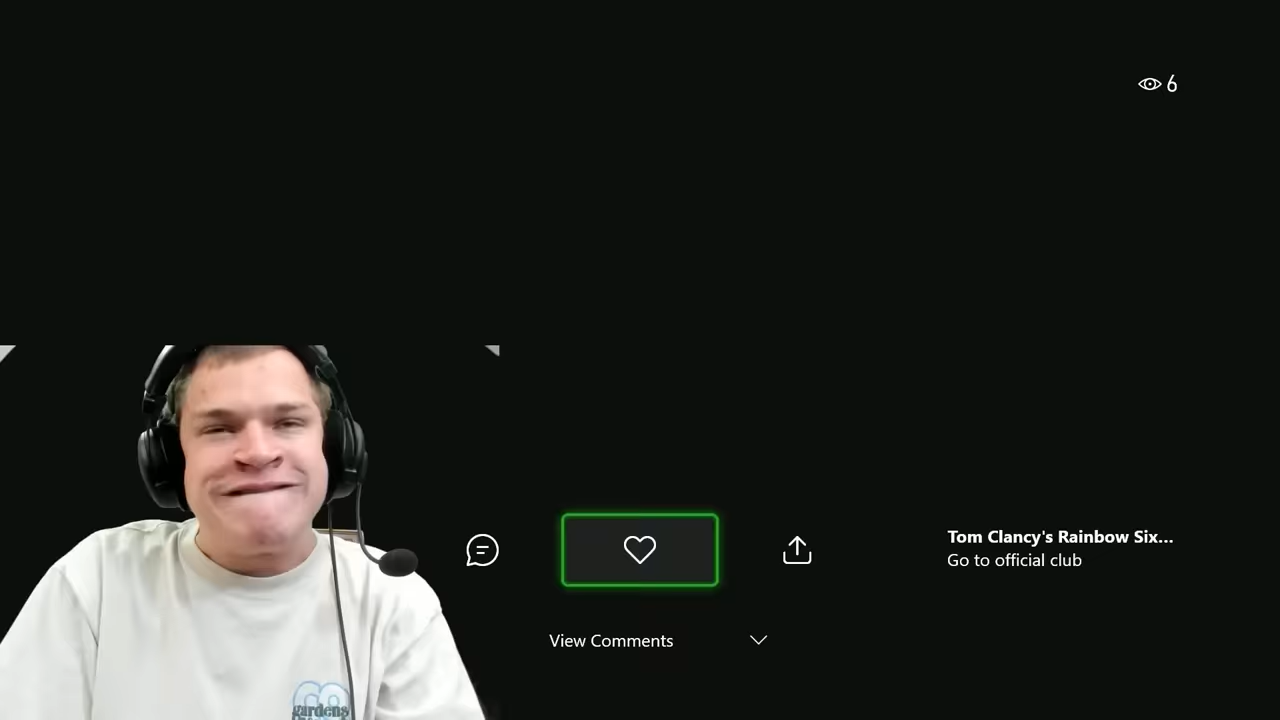 6
Tom Clancy's Rainbow Six...
Go to official club
View Comments
gardens